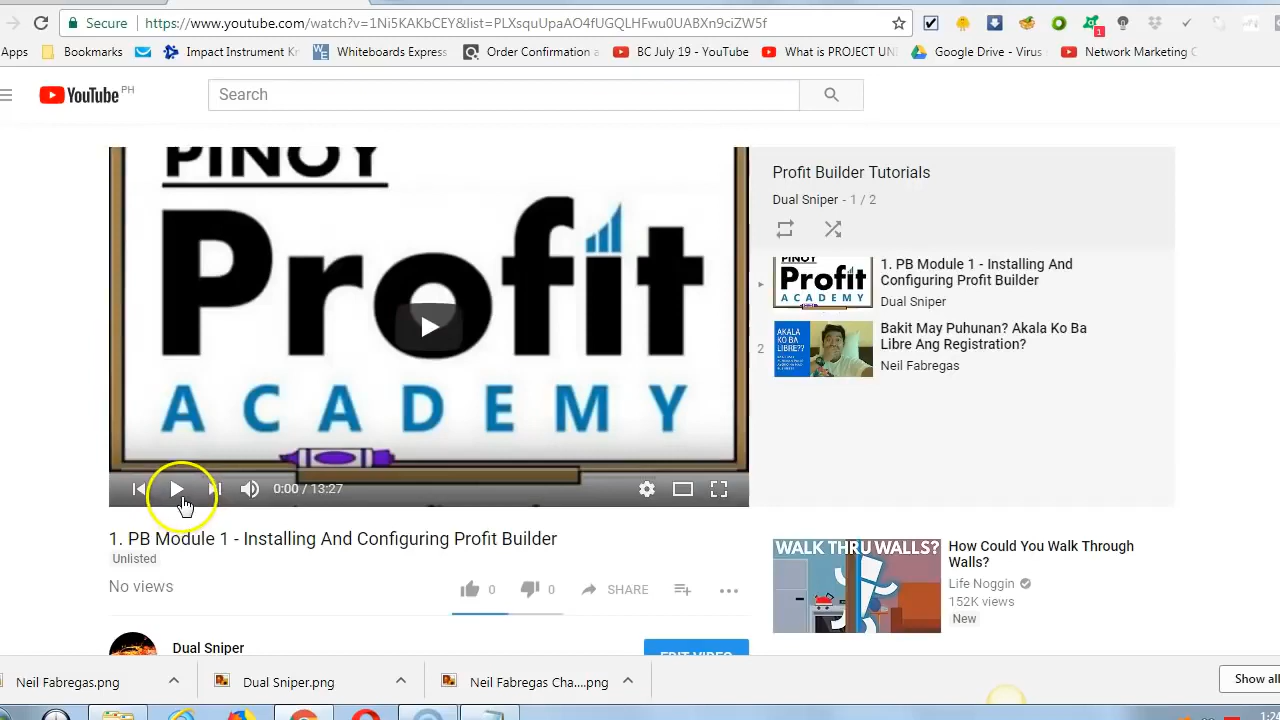 Secure https://www.youtube.com/watch?v=1Ni5KAKbCEY&list=PLXsquUpaAO4fUGQLHFwu0UABXn9ciZW5f
1
Apps Bookmarks Impact Instrument Kr Whiteboards Express Order Confirmation a BC July 19 - YouTube What is PROJECT UNI Google Drive - Virus Network Marketing C
YouTube PH
Search
PINOY
Profit
ACADEMY
0:00 / 13:27
Profit Builder Tutorials
Dual Sniper - 1 / 2
PINOY
Profit
ACADEMY
1. PB Module 1 - Installing And
Configuring Profit Builder
Dual Sniper
2
AKALA
KO BA
LIBRE??
Bakit May Puhunan? Akala Ko Ba
Libre Ang Registration?
Neil Fabregas
1. PB Module 1 - Installing And Configuring Profit Builder
Unlisted
No views
0 0 SHARE
Dual Sniper
EDIT VIDEO
WALK THRU WALLS?
How Could You Walk Through
Walls?
Life Noggin
152K views
New
Neil Fabregas.png Dual Sniper.png Neil Fabregas Cha....png Show all